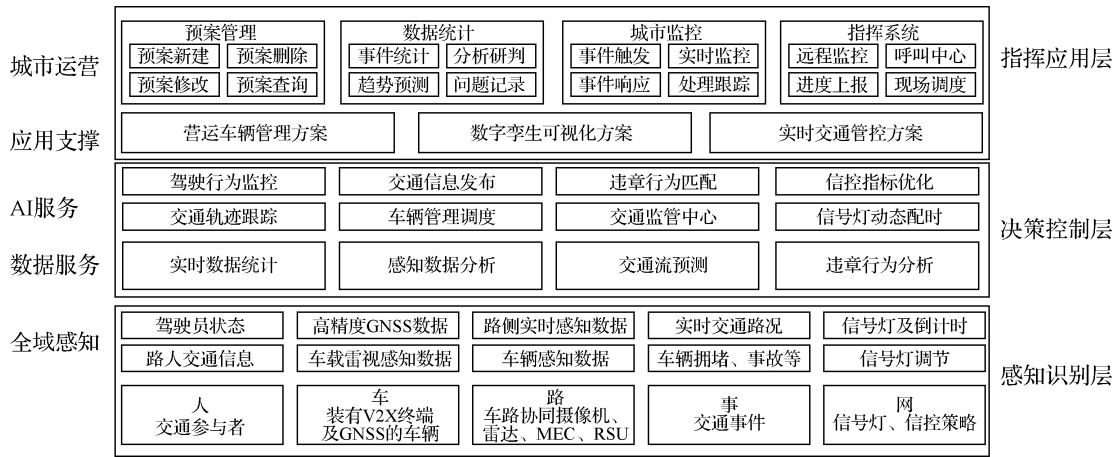 城市运营
预案管理
预案新建 预案删除
预案修改 预案查询
数据统计
事件统计 分析研判
趋势预测 问题记录
城市监控
事件触发 实时监控
事件响应 处理跟踪
指挥系统
远程监控 呼叫中心
进度上报 现场调度
指挥应用层
应用支撑
营运车辆管理方案 数字孪生可视化方案 实时交通管控方案
AI服务
驾驶行为监控 交通信息发布 违章行为匹配 信控指标优化
交通轨迹跟踪 车辆管理调度 交通监管中心 信号灯动态配时
决策控制层
数据服务
实时数据统计 感知数据分析 交通流预测 违章行为分析
全域感知
驾驶员状态 高精度GNSS数据 路侧实时感知数据 实时交通路况 信号灯及倒计时
路人交通信息 车载雷视感知数据 车辆感知数据 车辆拥堵、事故等 信号灯调节
感知识别层
人
交通参与者
车
装有V2X终端
及GNSS的车辆
路
车路协同摄像机、
雷达、MEC、RSU
事
交通事件
网
信号灯、信控策略